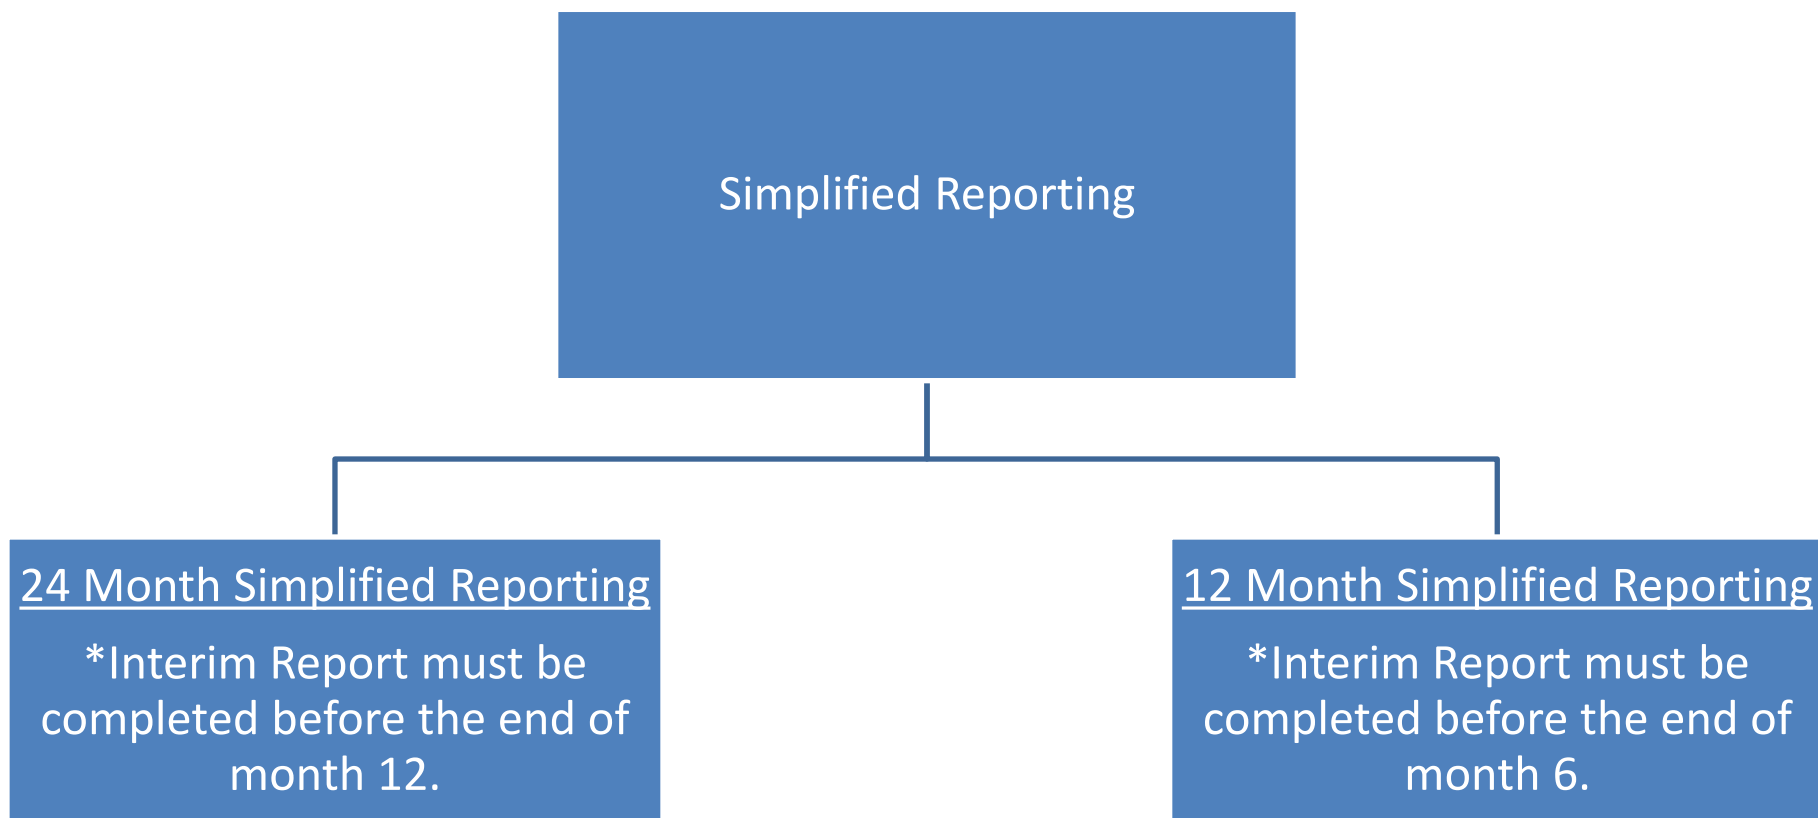 Simplified Reporting
24 Month Simplified Reporting
*Interim Report must be
completed before the end of
month 12.
12 Month Simplified Reporting
*Interim Report must be
completed before the end of
month 6.